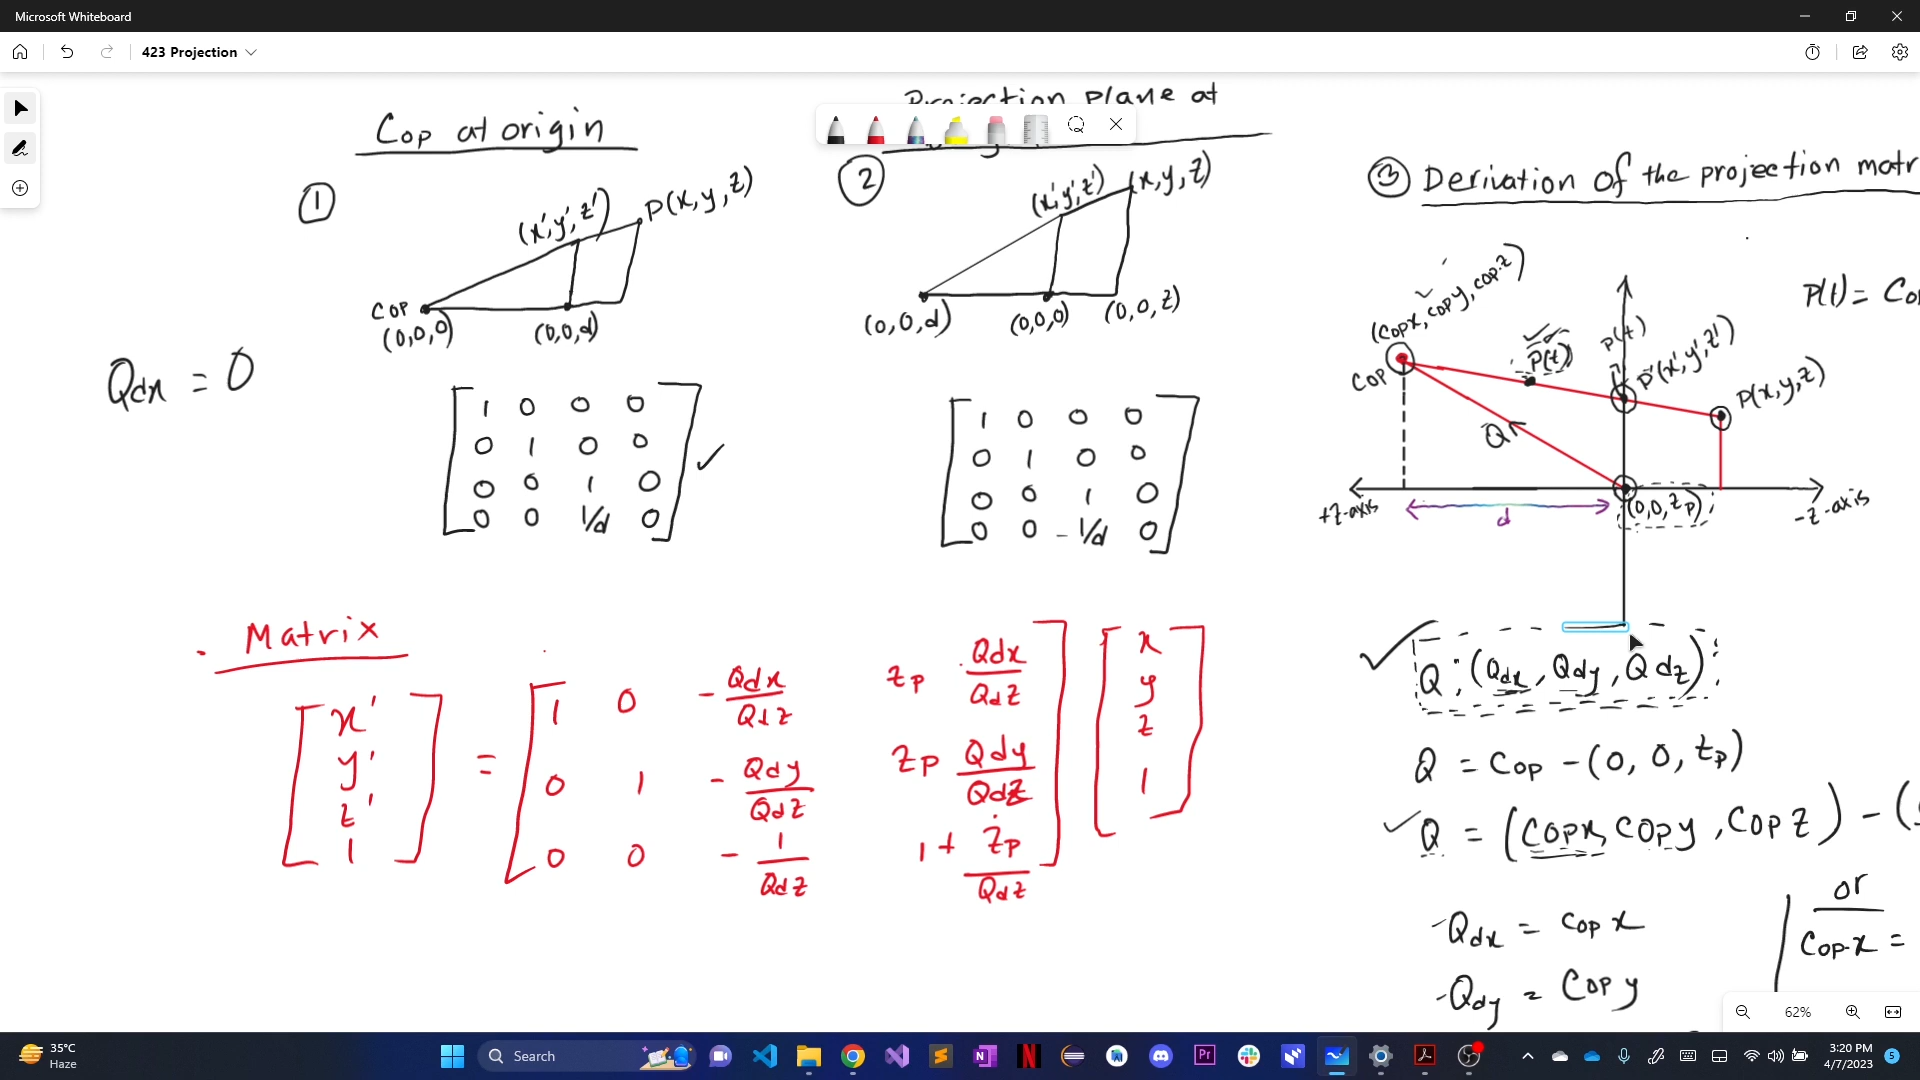 Microsoft Whiteboard
423 Projection
Cop at origin
①
(x', y', z')
P(x, y, z)
COP
(0,0,0)
(0,0,d)
Qdx = 0
1 0 0 0
0 1 0 0
0 0 1 0
0 0 1/d 0
✓
Projection plane at
②
(x', y', z')
(x, y, z)
(0,0,d)
(0,0,0)
(0,0,z)
1 0 0 0
0 1 0 0
0 0 1 0
0 0 -1/d 0
③ Derivation of the projection matr
(copx, copy, cop.z)
COP
P(t)
P(t)
P'(x', y', z')
P(x, y, z)
Q
+z-axis
d
(0,0,zp)
-z-axis
P(t) = Co
. Matrix
x'
y'
z'
1
=
1 0 - Qdx/Qdz zp Qdx/Qdz
0 1 - Qdy/Qdz zp Qdy/Qdz
0 0 - 1/Qdz 1 + zp/Qdz
x
y
z
1
✓ Q : (Qdx, Qdy, Qdz)
Q = Cop - (0, 0, zp)
✓ Q = (copx, copy, copz) - (
-Qdx = cop x
-Qdy = Cop y
or
Cop.x =
62%
35°C
Haze
Search
3:20 PM
4/7/2023
5